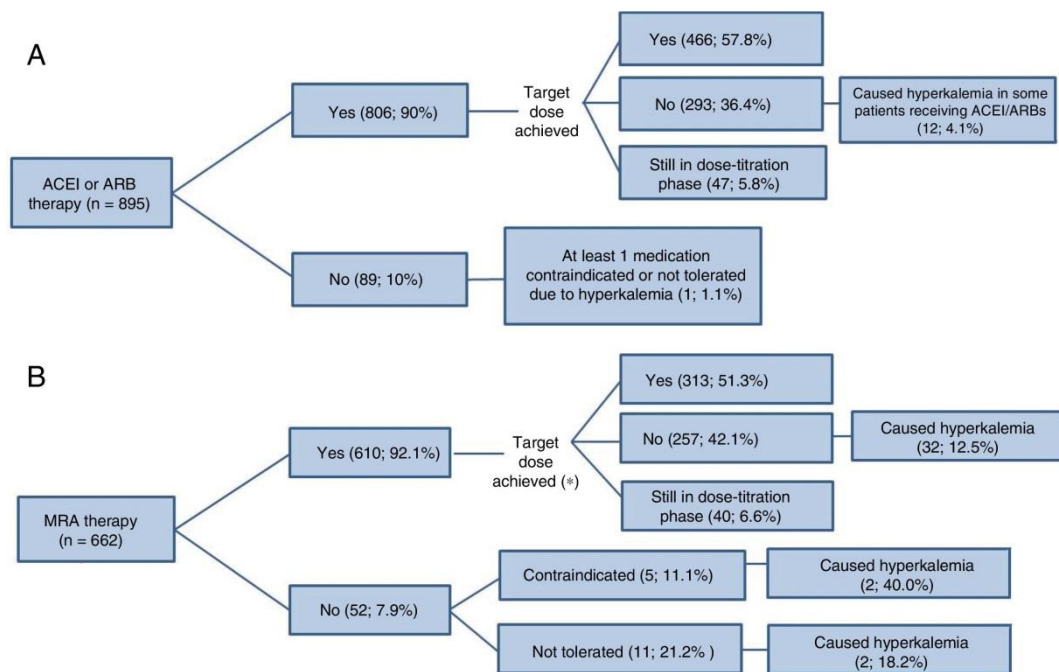 A
ACEI or ARB
therapy (n = 895)
Yes (806; 90%)
Target
dose
achieved
Yes (466; 57.8%)
No (293; 36.4%)
Caused hyperkalemia in some
patients receiving ACEI/ARBs
(12; 4.1%)
Still in dose-titration
phase (47; 5.8%)
No (89; 10%)
At least 1 medication
contraindicated or not tolerated
due to hyperkalemia (1; 1.1%)
B
MRA therapy
(n = 662)
Yes (610; 92.1%)
Target
dose
achieved (*)
Yes (313; 51.3%)
No (257; 42.1%)
Caused hyperkalemia
(32; 12.5%)
Still in dose-titration
phase (40; 6.6%)
No (52; 7.9%)
Contraindicated (5; 11.1%)
Caused hyperkalemia
(2; 40.0%)
Not tolerated (11; 21.2% )
Caused hyperkalemia
(2; 18.2%)